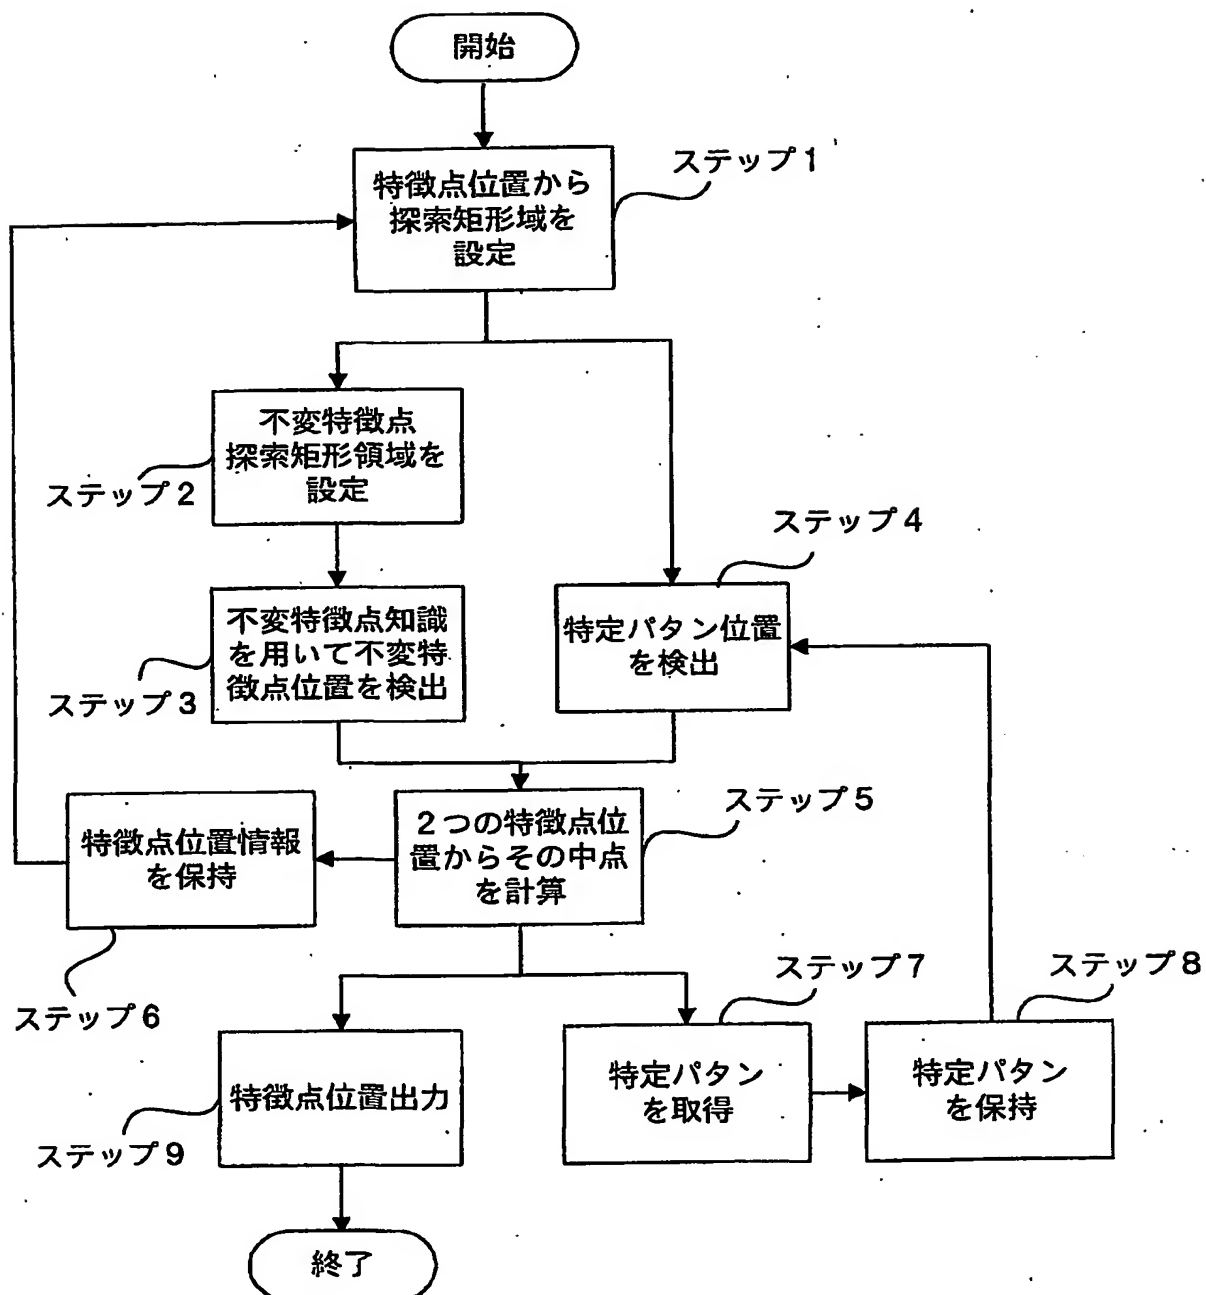 開始
ステップ1
特徴点位置から
探索矩形域を
設定
不変特徴点
探索矩形領域を
設定
ステップ2
ステップ4
不変特徴点知識
を用いて不変特
徴点位置を検出
ステップ3
特定パタン位置
を検出
ステップ5
2つの特徴点位
置からその中点
を計算
特徴点位置情報
を保持
ステップ6
ステップ7
ステップ8
特定パタン
を取得
特定パタン
を保持
特徴点位置出力
ステップ9
終了